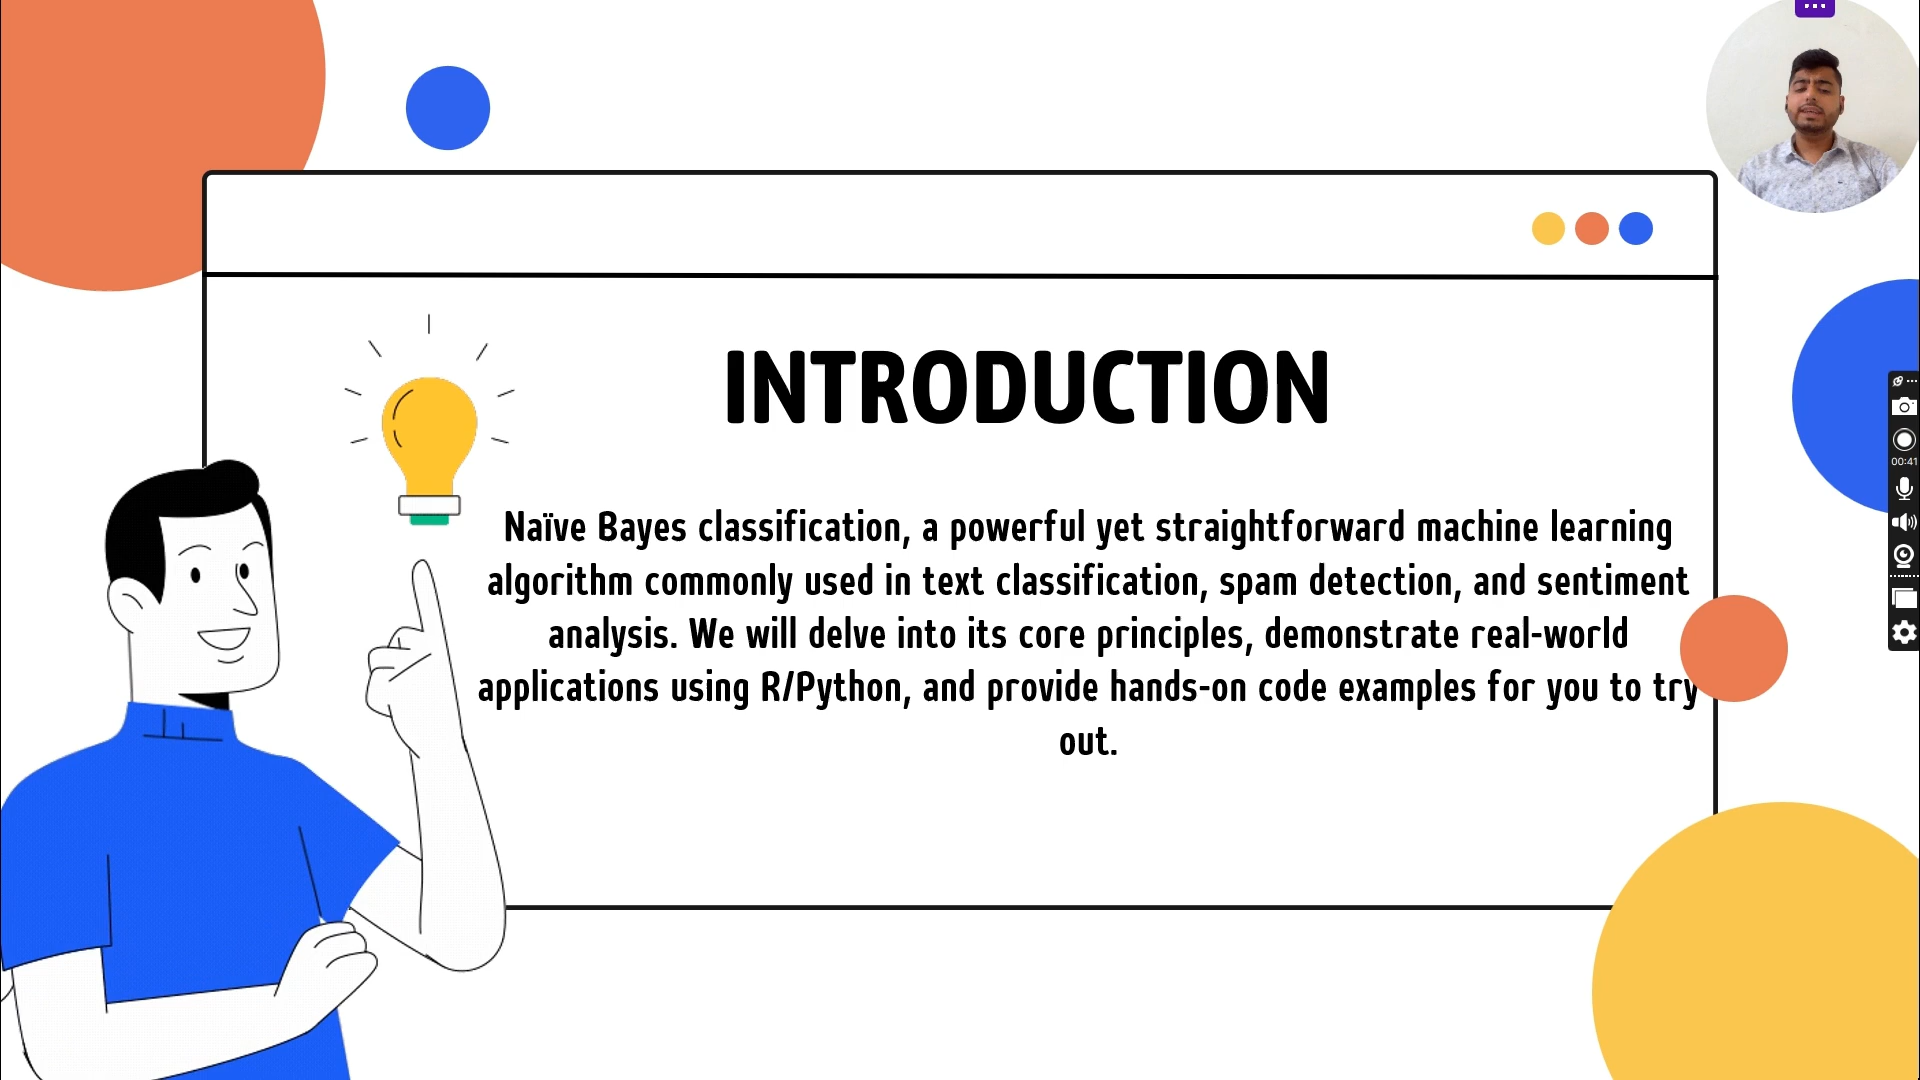 INTRODUCTION
Naïve Bayes classification, a powerful yet straightforward machine learning
algorithm commonly used in text classification, spam detection, and sentiment
analysis. We will delve into its core principles, demonstrate real-world
applications using R/Python, and provide hands-on code examples for you to try
out.
00:41